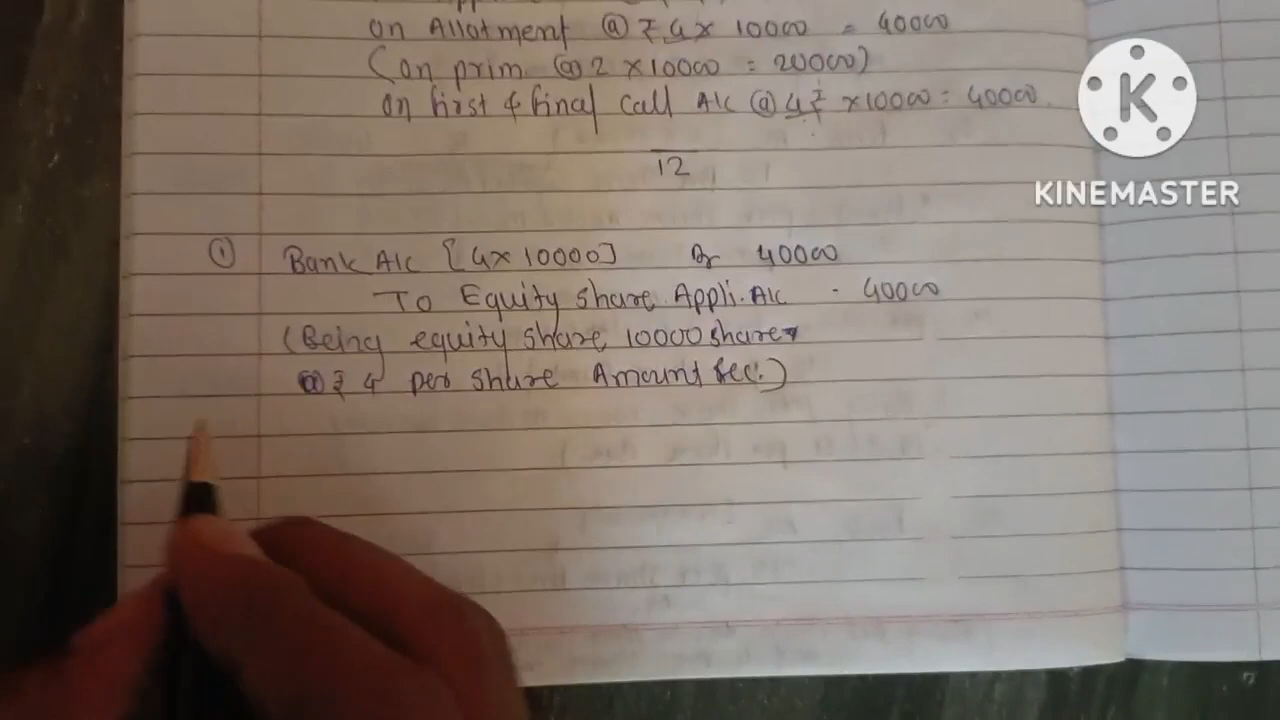 on Allotment @ ₹ 4 x 10000 = 40000
(on prim @ 2 x 10000 = 20000)
on first & final call A/c @ 4 ₹ x 10000 = 40000
12
K
KINEMASTER
① Bank A/c [4 x 10000] Dr 40000
To Equity share Appli. A/c - 40000
(Being equity share 10000 share
@ ₹ 4 per share Amount Rec.)